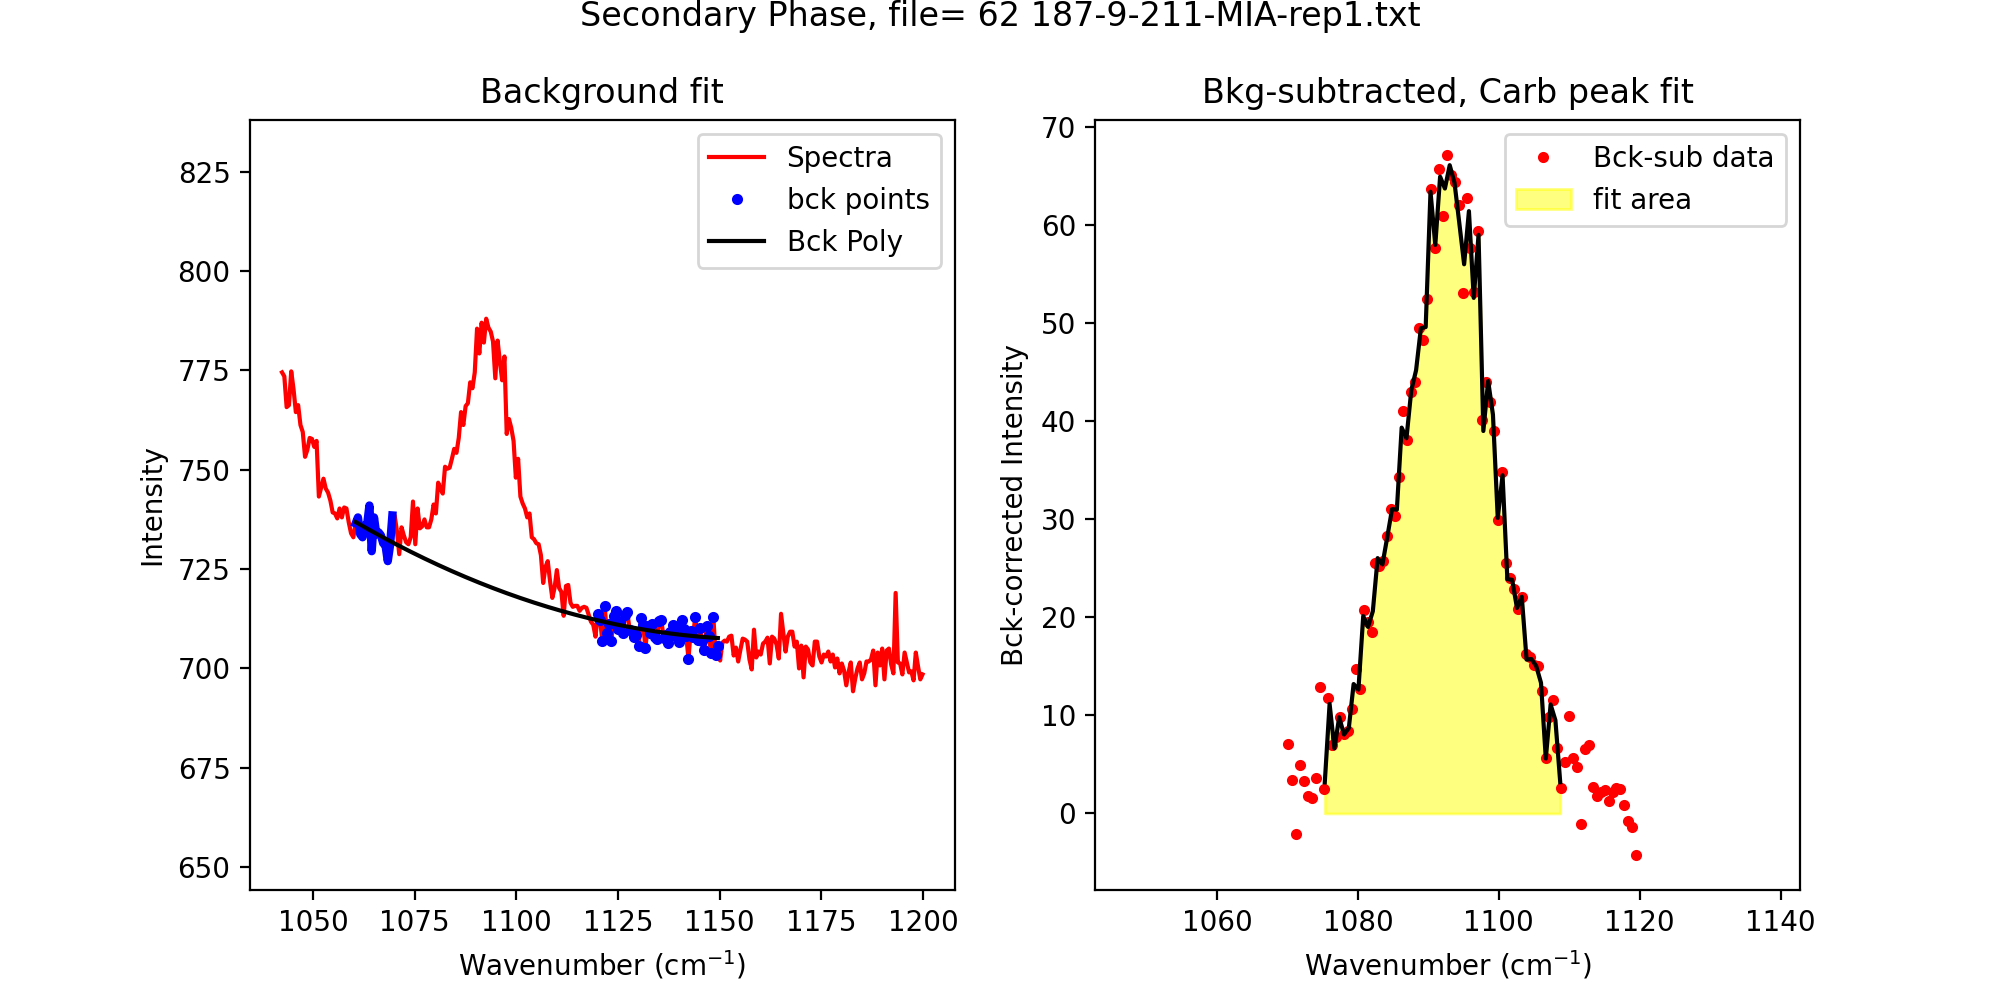 Secondary Phase, file= 62 187-9-211-MIA-rep1.txt
Background fit
Spectra
bck points
Bck Poly
825
800
775
750
725
700
675
650
Intensity
1050 1075 1100 1125 1150 1175 1200
Wavenumber (cm⁻¹)
Bkg-subtracted, Carb peak fit
Bck-sub data
fit area
70
60
50
40
30
20
10
0
Bck-corrected Intensity
1060 1080 1100 1120 1140
Wavenumber (cm⁻¹)